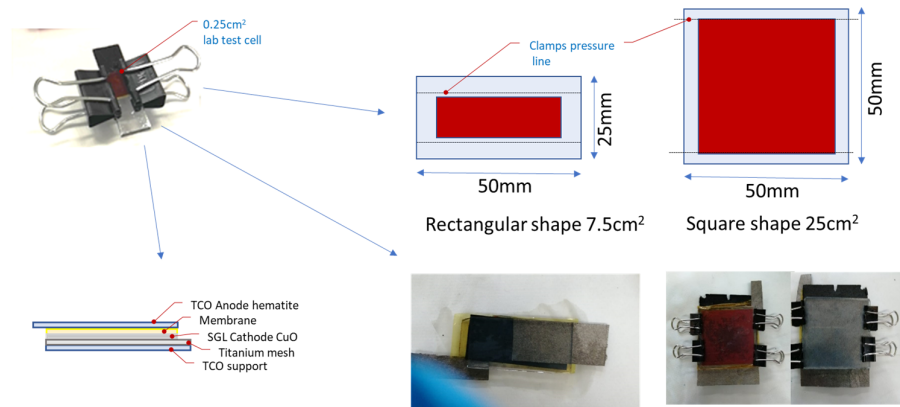 0.25cm²
lab test cell
Clamps pressure
line
25mm
50mm
50mm
50mm
Rectangular shape 7.5cm²
Square shape 25cm²
TCO Anode hematite
Membrane
SGL Cathode CuO
Titanium mesh
TCO support